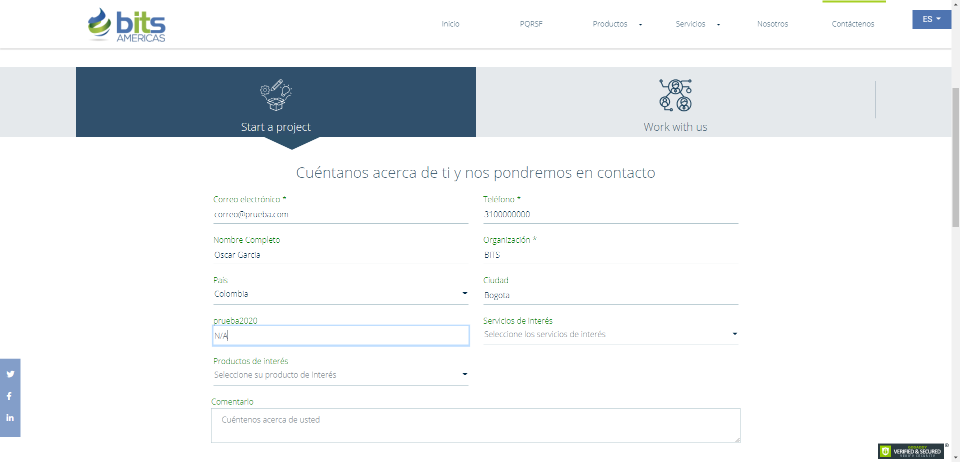 bits
AMERICAS
Inicio
PQRSF
Productos
Servicios
Nosotros
Contáctenos
ES
Start a project
Work with us
Cuéntanos acerca de ti y nos pondremos en contacto
Correo electrónico *
Teléfono *
correo@prueba.com
3100000000
Nombre Completo
Organización *
Oscar Garcia
BITS
País
Ciudad
Colombia
Bogota
prueba2020
Servicios de interés
N/A
Seleccione los servicios de interés
Productos de interés
Seleccione su producto de interés
Comentario
Cuéntenos acerca de usted
VERIFIED & SECURED